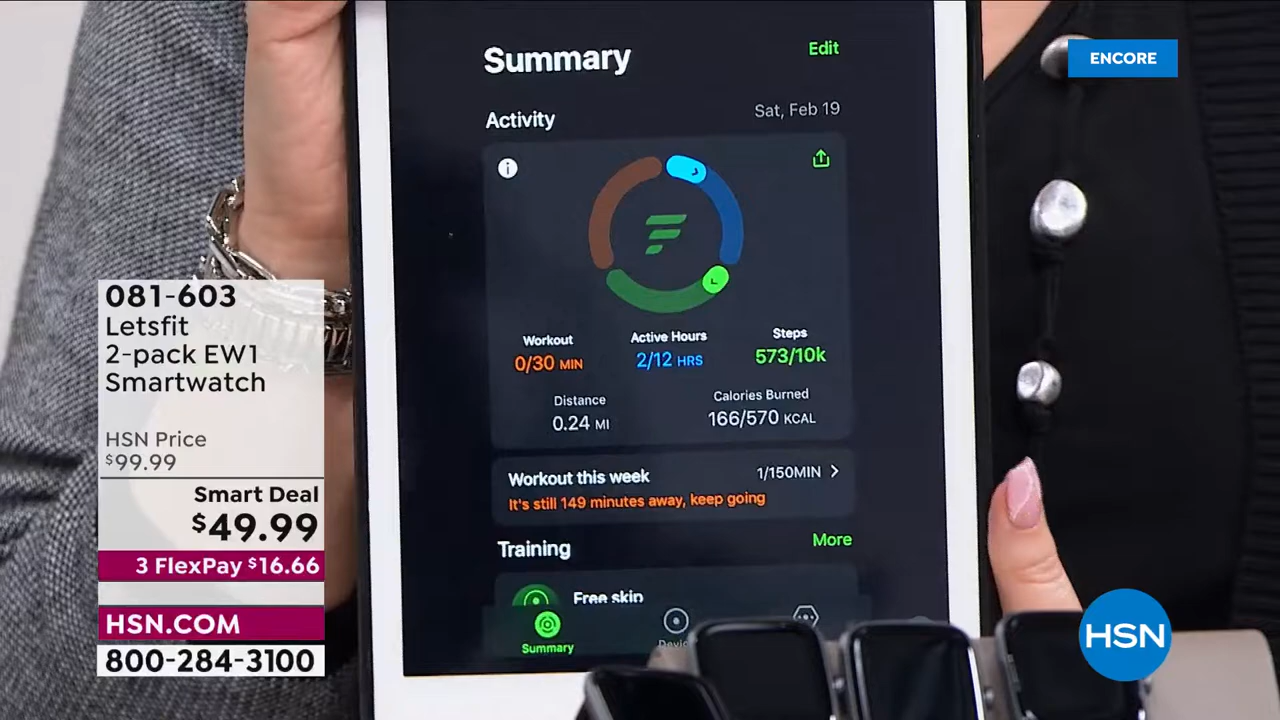 Summary
Edit
ENCORE
Activity
Sat, Feb 19
Workout
Active Hours
Steps
0/30 MIN
2/12 HRS
573/10k
Distance
Calories Burned
0.24 MI
166/570 KCAL
Workout this week
1/150MIN
It's still 149 minutes away, keep going
Training
More
Free skip
Summary
081-603
Letsfit
2-pack EW1
Smartwatch
HSN Price
$99.99
Smart Deal
$49.99
3 FlexPay $16.66
HSN.COM
800-284-3100
HSN